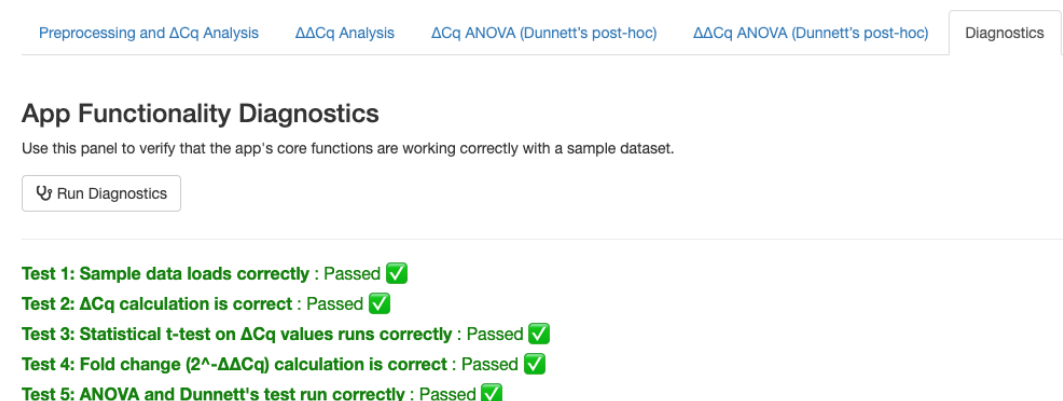 Preprocessing and ΔCq Analysis ΔΔCq Analysis ΔCq ANOVA (Dunnett's post-hoc) ΔΔCq ANOVA (Dunnett's post-hoc) Diagnostics
App Functionality Diagnostics
Use this panel to verify that the app's core functions are working correctly with a sample dataset.
Run Diagnostics
Test 1: Sample data loads correctly : Passed ✅
Test 2: ΔCq calculation is correct : Passed ✅
Test 3: Statistical t-test on ΔCq values runs correctly : Passed ✅
Test 4: Fold change (2^-ΔΔCq) calculation is correct : Passed ✅
Test 5: ANOVA and Dunnett's test run correctly : Passed ✅